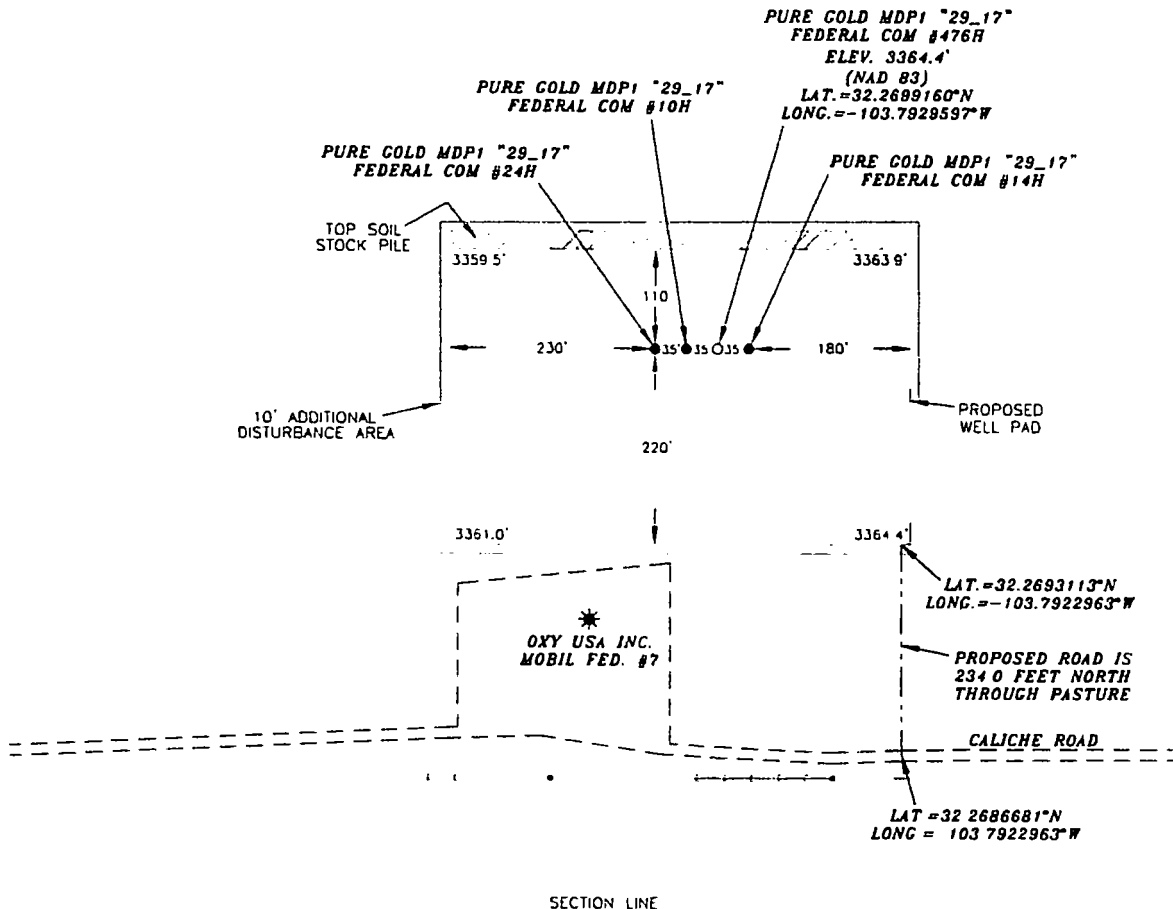 PURE GOLD MDP1 "29_17"
FEDERAL COM #476H
ELEV. 3364.4'
(NAD 83)
LAT.=32.2699160°N
LONG.=-103.7929597°W
PURE GOLD MDP1 "29_17"
FEDERAL COM #10H
PURE GOLD MDP1 "29_17"
FEDERAL COM #24H
PURE GOLD MDP1 "29_17"
FEDERAL COM #14H
TOP SOIL
STOCK PILE
3359.5'
3363 9'
110
230'
35'
35
35
180'
10' ADDITIONAL
DISTURBANCE AREA
PROPOSED
WELL PAD
220'
3361.0'
3364 4'
LAT.=32.2693113°N
LONG.=-103.7922963°W
OXY USA INC.
MOBIL FED. #7
PROPOSED ROAD IS
234 0 FEET NORTH
THROUGH PASTURE
CALICHE ROAD
LAT =32 2686681°N
LONG = 103 7922963°W
SECTION LINE